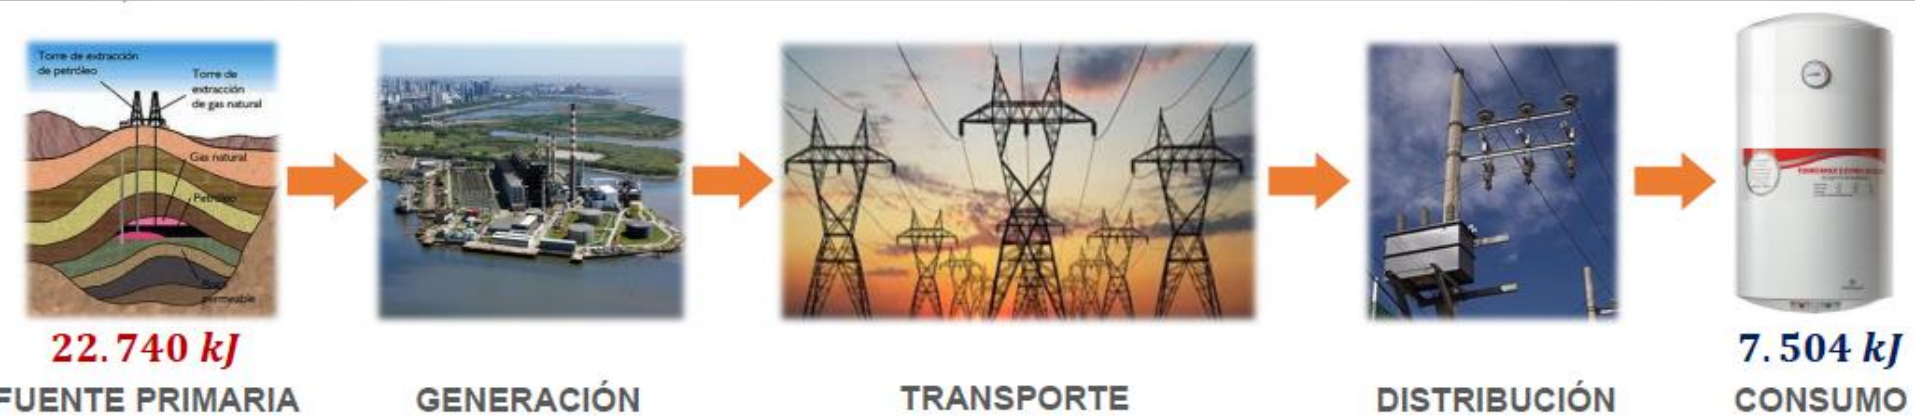 Torre de extracción
de petróleo
Torre de
extracción
de gas natural
Gas natural
Petróleo
permeable
22.740 kJ
7.504 kJ
FUENTE PRIMARIA
GENERACIÓN
TRANSPORTE
DISTRIBUCIÓN
CONSUMO